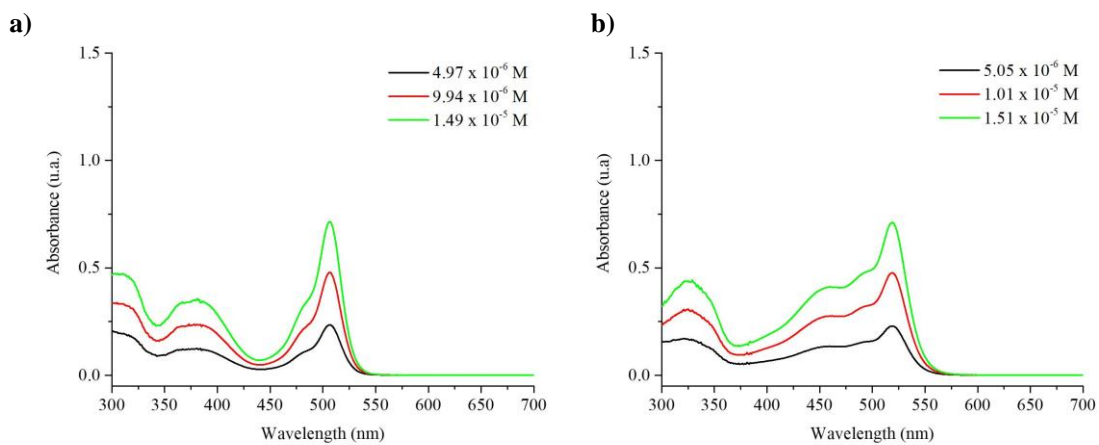 a)
1.5
1.0
0.5
0.0
Absorbance (u.a.)
4.97 x 10⁻⁶ M
9.94 x 10⁻⁶ M
1.49 x 10⁻⁵ M
300 350 400 450 500 550 600 650 700
Wavelength (nm)
b)
1.5
1.0
0.5
0.0
Absorbance (u.a)
5.05 x 10⁻⁶ M
1.01 x 10⁻⁵ M
1.51 x 10⁻⁵ M
300 350 400 450 500 550 600 650 700
Wavelength (nm)